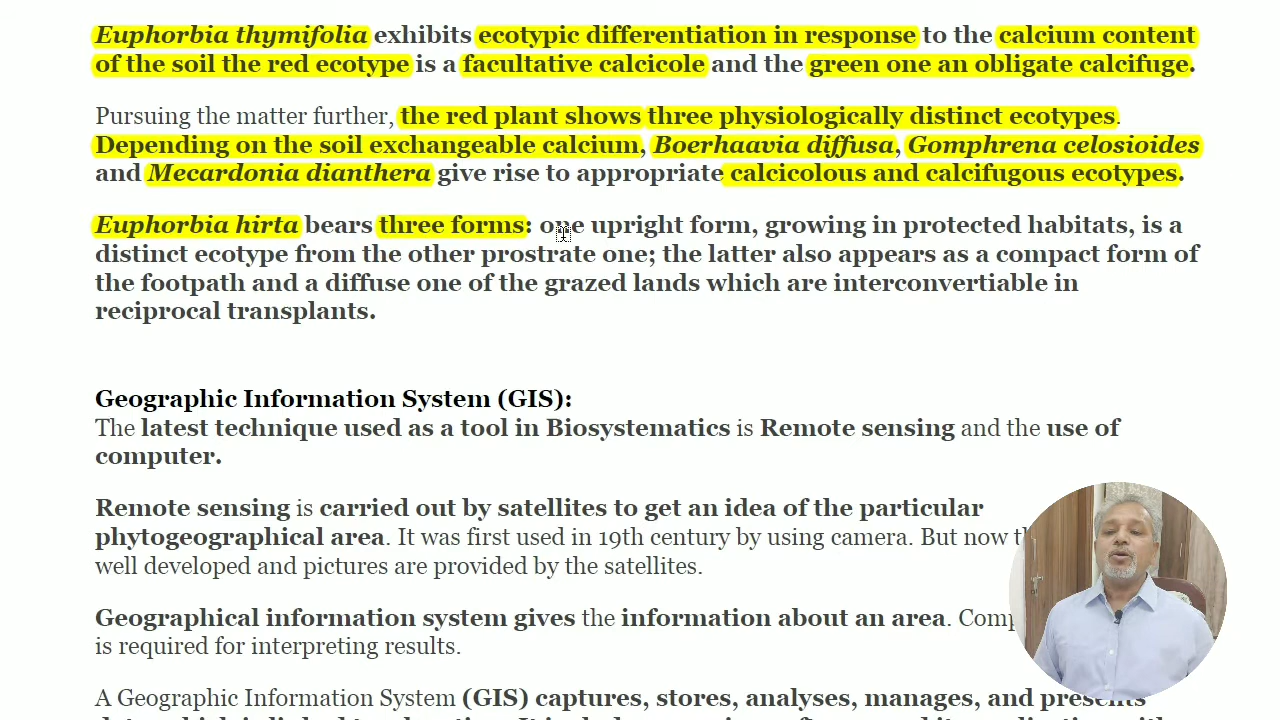 Euphorbia thymifolia exhibits ecotypic differentiation in response to the calcium content
of the soil the red ecotype is a facultative calcicole and the green one an obligate calcifuge.
Pursuing the matter further, the red plant shows three physiologically distinct ecotypes.
Depending on the soil exchangeable calcium, Boerhaavia diffusa, Gomphrena celosioides
and Mecardonia dianthera give rise to appropriate calcicolous and calcifugous ecotypes.
Euphorbia hirta bears three forms: one upright form, growing in protected habitats, is a
distinct ecotype from the other prostrate one; the latter also appears as a compact form of
the footpath and a diffuse one of the grazed lands which are interconvertiable in
reciprocal transplants.
Geographic Information System (GIS):
The latest technique used as a tool in Biosystematics is Remote sensing and the use of
computer.
Remote sensing is carried out by satellites to get an idea of the particular
phytogeographical area. It was first used in 19th century by using camera. But now
well developed and pictures are provided by the satellites.
Geographical information system gives the information about an area.
is required for interpreting results.
A Geographic Information System (GIS) captures, stores, analyses, manages, and presents